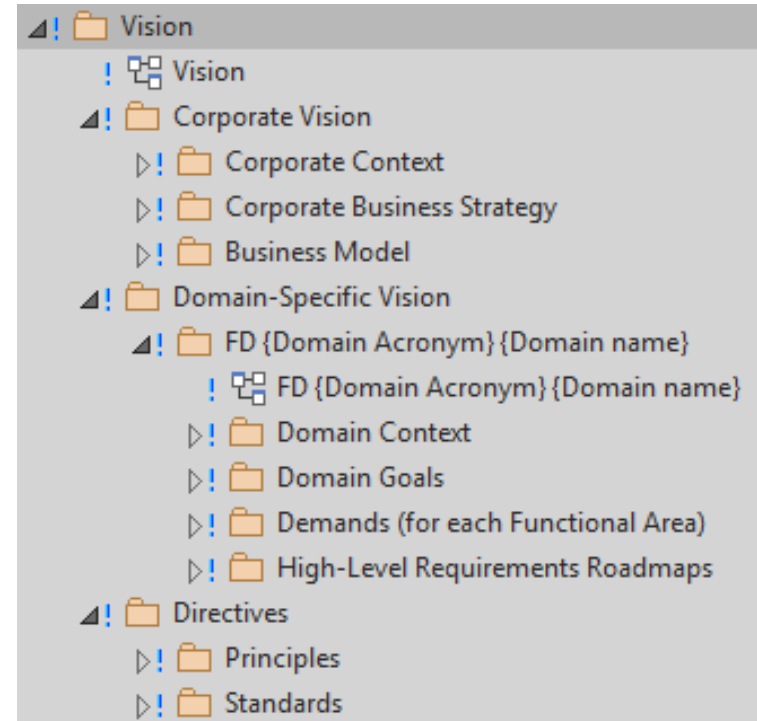 Vision
Vision
Corporate Vision
Corporate Context
Corporate Business Strategy
Business Model
Domain-Specific Vision
FD {Domain Acronym} {Domain name}
FD {Domain Acronym} {Domain name}
Domain Context
Domain Goals
Demands (for each Functional Area)
High-Level Requirements Roadmaps
Directives
Principles
Standards